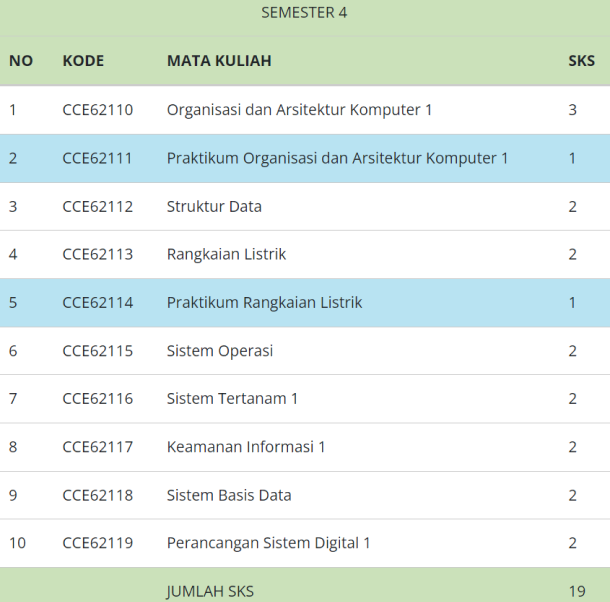 SEMESTER 4
NO KODE MATA KULIAH SKS
1 CCE62110 Organisasi dan Arsitektur Komputer 1 3
2 CCE62111 Praktikum Organisasi dan Arsitektur Komputer 1 1
3 CCE62112 Struktur Data 2
4 CCE62113 Rangkaian Listrik 2
5 CCE62114 Praktikum Rangkaian Listrik 1
6 CCE62115 Sistem Operasi 2
7 CCE62116 Sistem Tertanam 1 2
8 CCE62117 Keamanan Informasi 1 2
9 CCE62118 Sistem Basis Data 2
10 CCE62119 Perancangan Sistem Digital 1 2
JUMLAH SKS 19